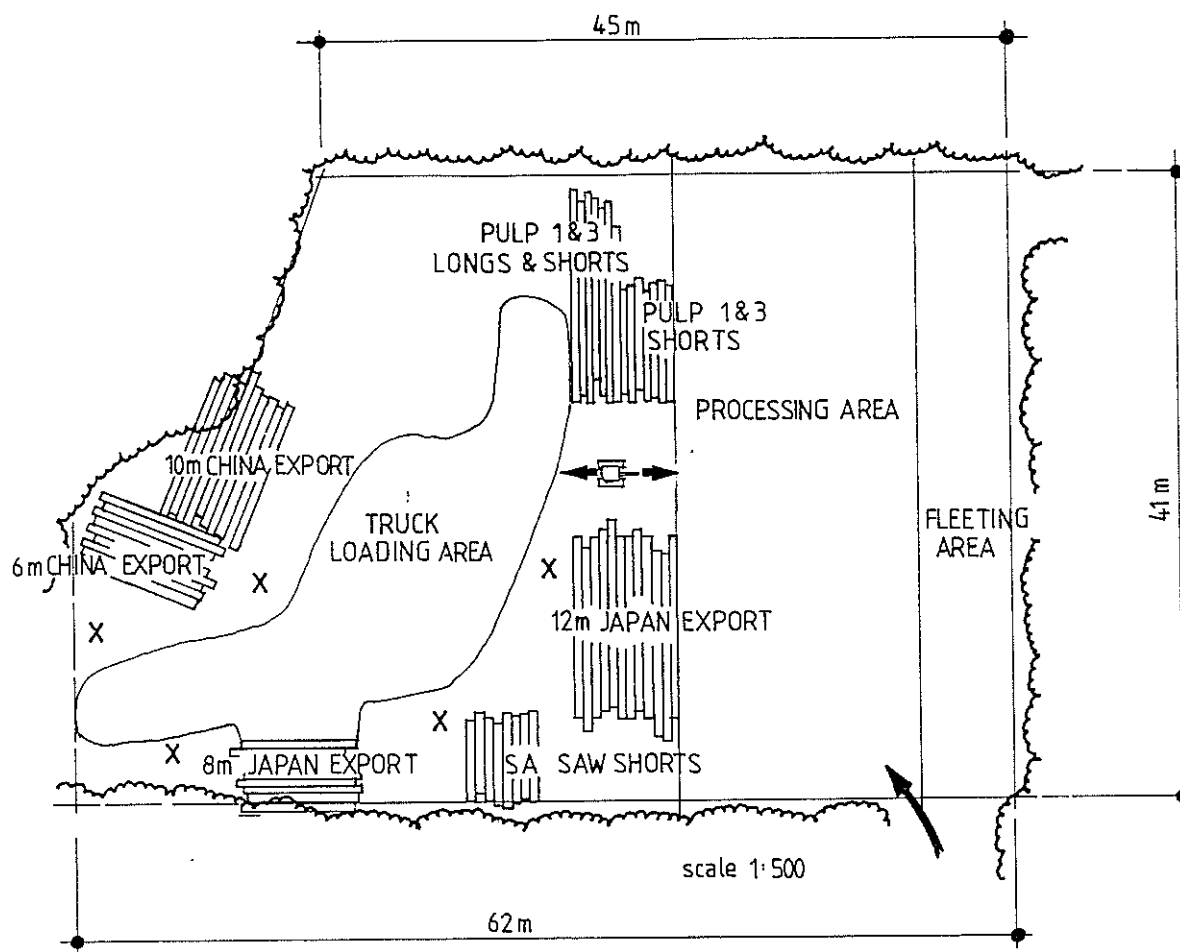 45m
PULP 1&3
LONGS & SHORTS
PULP 1&3
SHORTS
PROCESSING AREA
10m CHINA EXPORT
TRUCK
LOADING AREA
FLEETING
AREA
41m
6m CHINA EXPORT
X
X
X
12m JAPAN EXPORT
X
X
8m JAPAN EXPORT
SA SAW SHORTS
scale 1:500
62m